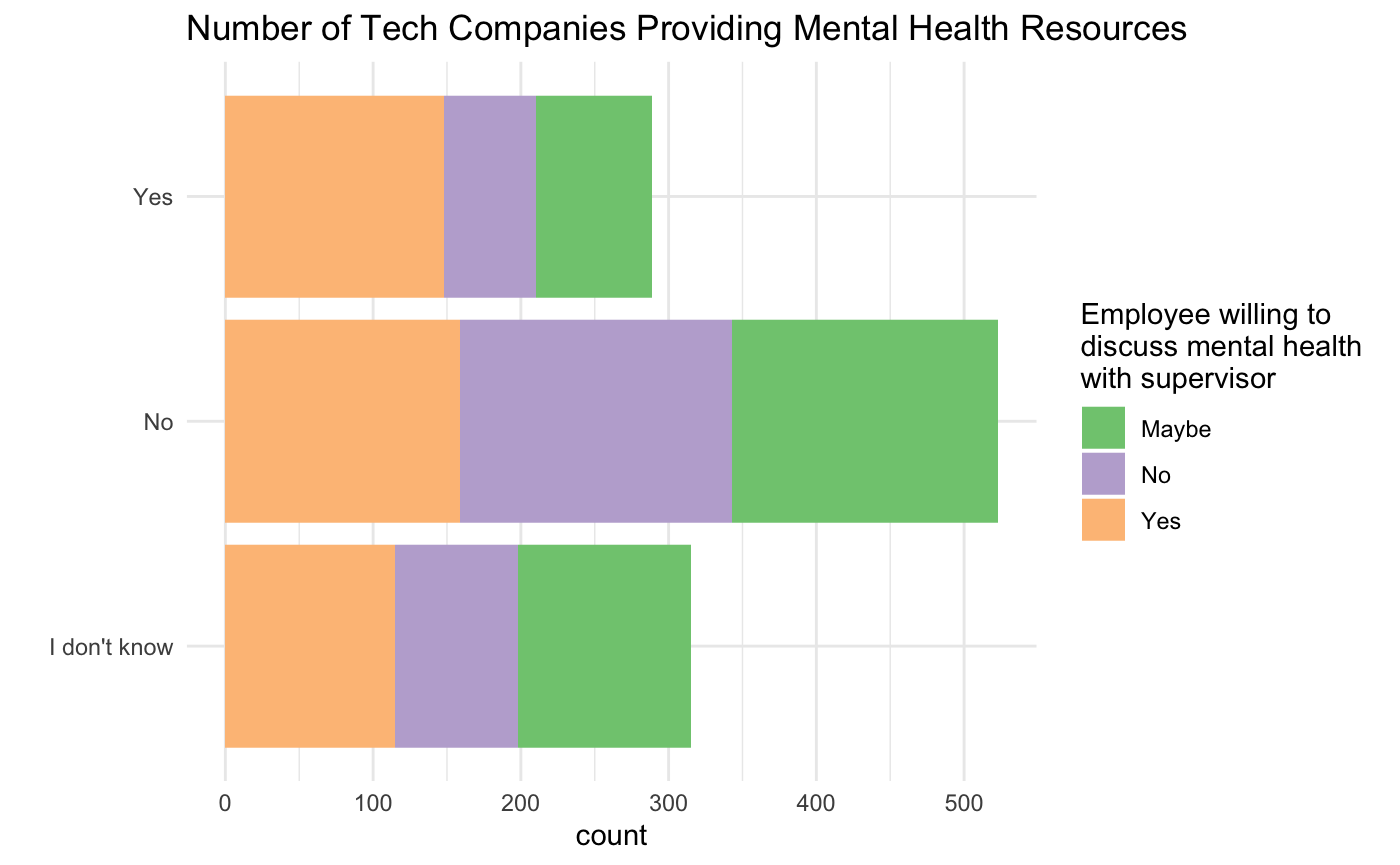 Number of Tech Companies Providing Mental Health Resources
Yes
No
I don't know
0 100 200 300 400 500
count
Employee willing to
discuss mental health
with supervisor
Maybe
No
Yes